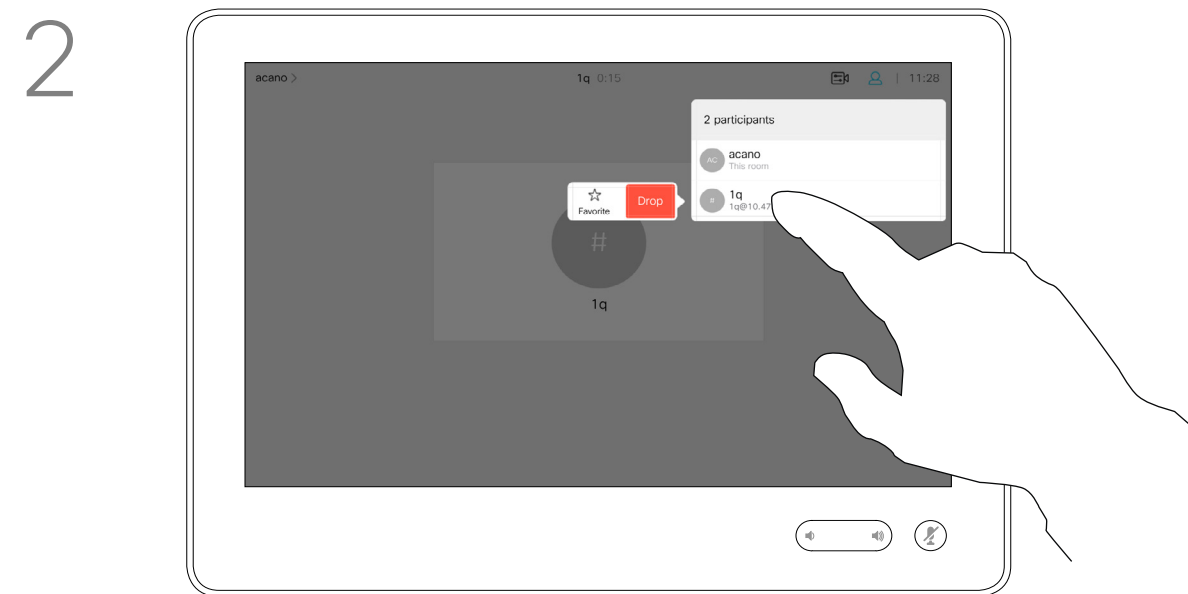 2
acano >
1q 0:15
| 11:28
2 participants
AC
acano
This room
Favorite
Drop
#
1q
1q@10.47
#
1q